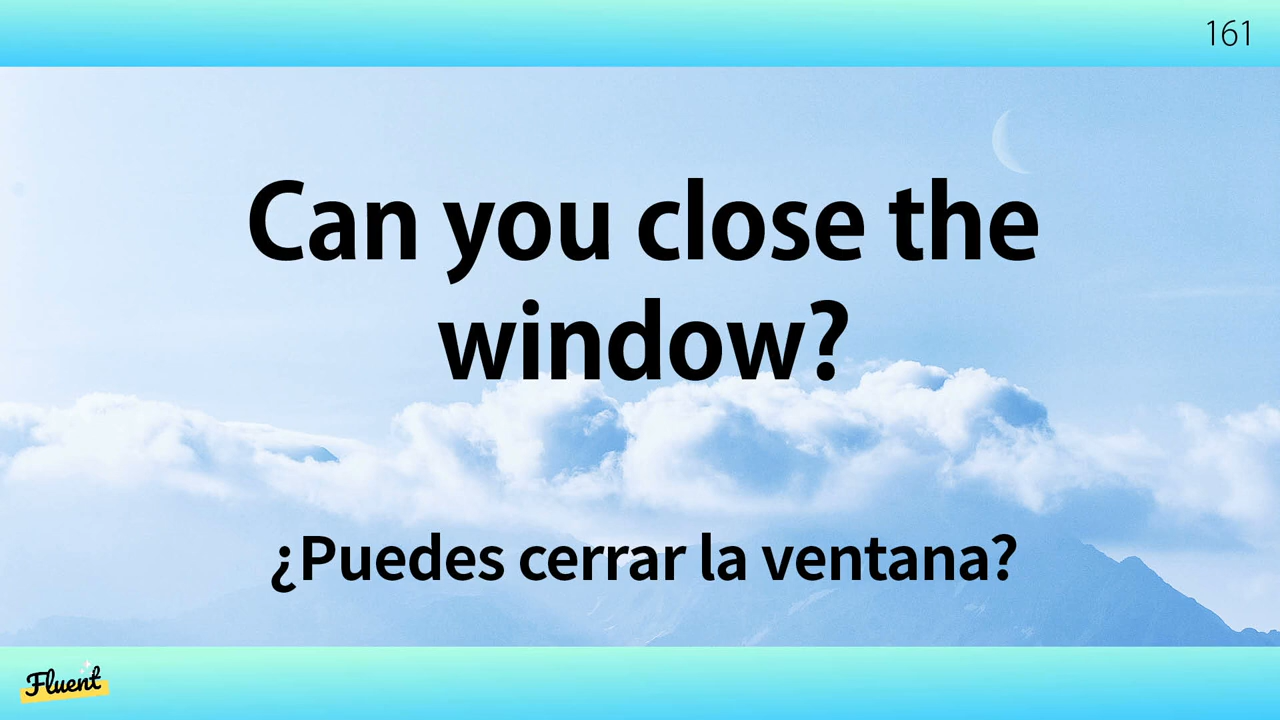 161
Can you close the
window?
¿Puedes cerrar la ventana?
Fluent